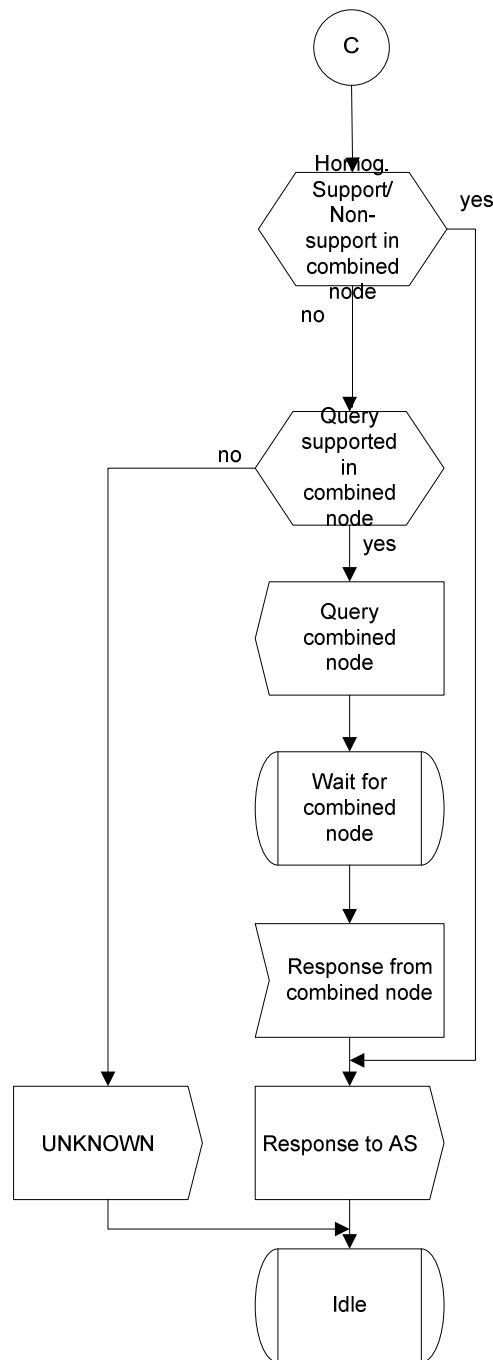 C
Homog.
Support/
Non-
support in
combined
node
yes
no
Query
supported
in
combined
node
no
yes
Query
combined
node
Wait for
combined
node
Response from
combined node
UNKNOWN
Response to AS
Idle